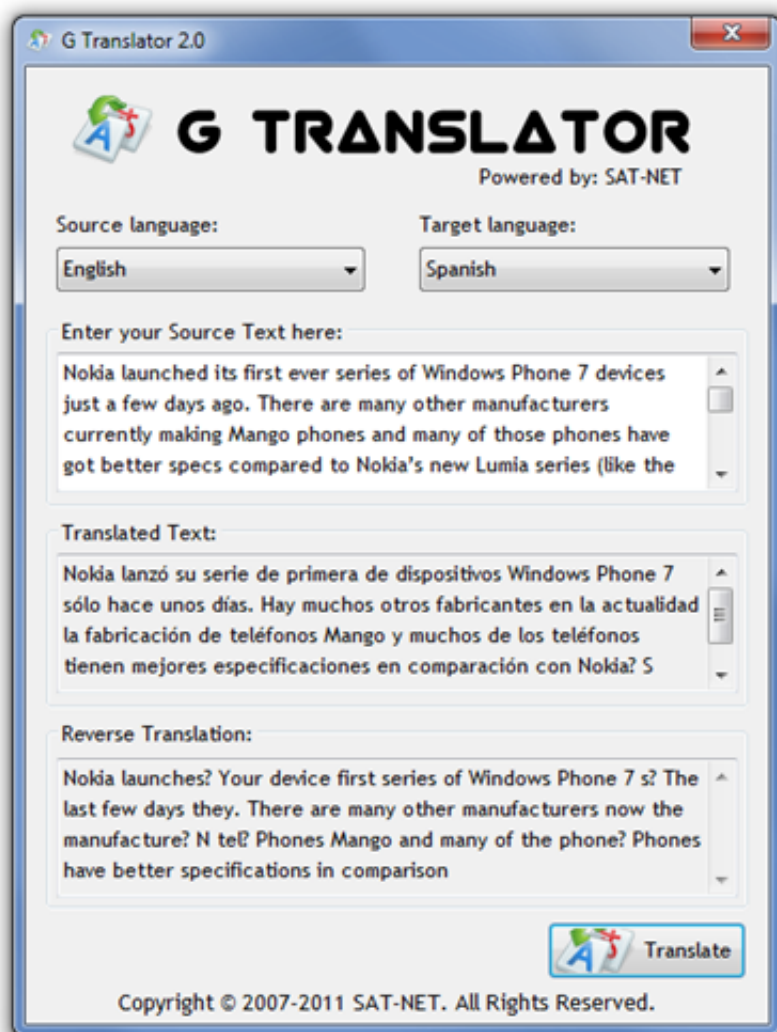 G Translator 2.0
G TRANSLATOR
Powered by: SAT-NET
Source language:
Target language:
English
Spanish
Enter your Source Text here:
Nokia launched its first ever series of Windows Phone 7 devices
just a few days ago. There are many other manufacturers
currently making Mango phones and many of those phones have
got better specs compared to Nokia's new Lumia series (like the
Translated Text:
Nokia lanzó su serie de primera de dispositivos Windows Phone 7
sólo hace unos días. Hay muchos otros fabricantes en la actualidad
la fabricación de teléfonos Mango y muchos de los teléfonos
tienen mejores especificaciones en comparación con Nokia? S
Reverse Translation:
Nokia launches? Your device first series of Windows Phone 7 s? The
last few days they. There are many other manufacturers now the
manufacture? N tel? Phones Mango and many of the phone? Phones
have better specifications in comparison
Translate
Copyright © 2007-2011 SAT-NET. All Rights Reserved.